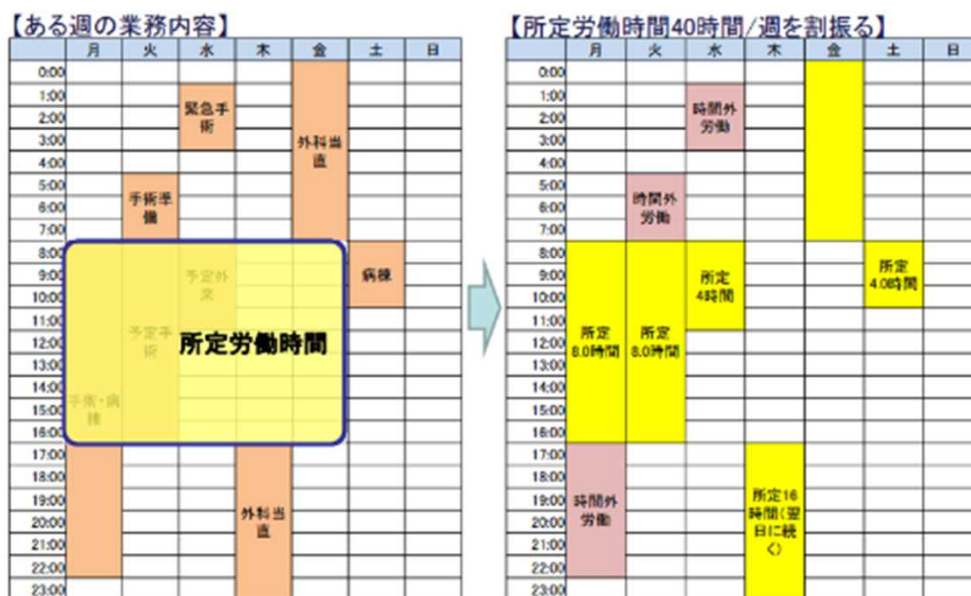 【ある週の業務内容】
月 火 水 木 金 土 日
0:00
1:00
2:00
3:00
4:00
5:00
6:00
7:00
8:00
9:00
10:00
11:00
12:00
13:00
14:00
15:00
16:00
17:00
18:00
19:00
20:00
21:00
22:00
23:00
緊急手
術
外科当
直
手術準
備
予定外
来
病棟
予定手
術
所定労働時間
手術・病
棟
外科当
直
【所定労働時間40時間/週を割振る】
月 火 水 木 金 土 日
0:00
1:00
2:00
3:00
4:00
5:00
6:00
7:00
8:00
9:00
10:00
11:00
12:00
13:00
14:00
15:00
16:00
17:00
18:00
19:00
20:00
21:00
22:00
23:00
時間外
労働
時間外
労働
所定
4時間
所定
4.0時間
所定
8.0時間
所定
8.0時間
時間外
労働
所定16
時間(翌
日に続
く)